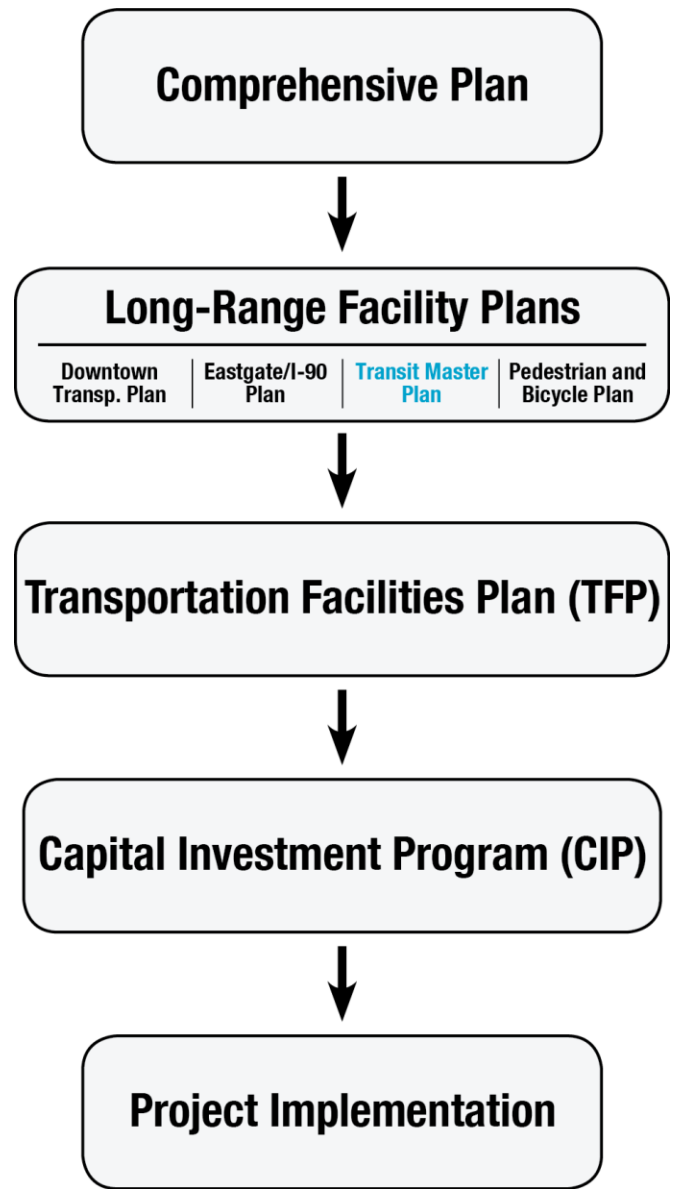 Comprehensive Plan
Long-Range Facility Plans
Downtown
Transp. Plan
Eastgate/I-90
Plan
Transit Master
Plan
Pedestrian and
Bicycle Plan
Transportation Facilities Plan (TFP)
Capital Investment Program (CIP)
Project Implementation